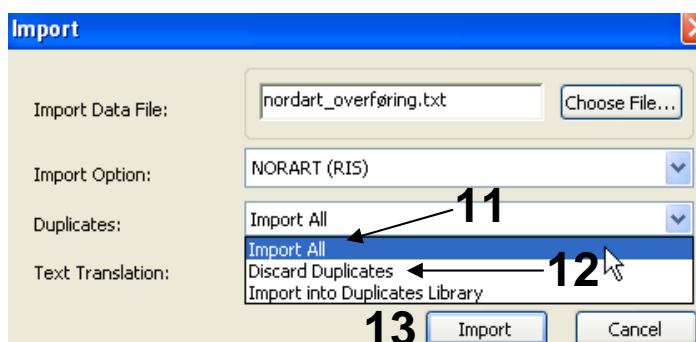 Import
Import Data File: nordart_overføring.txt Choose File...
Import Option: NORART (RIS)
Duplicates: Import All 11
Import All
Text Translation: Discard Duplicates 12
Import into Duplicates Library
13 Import Cancel